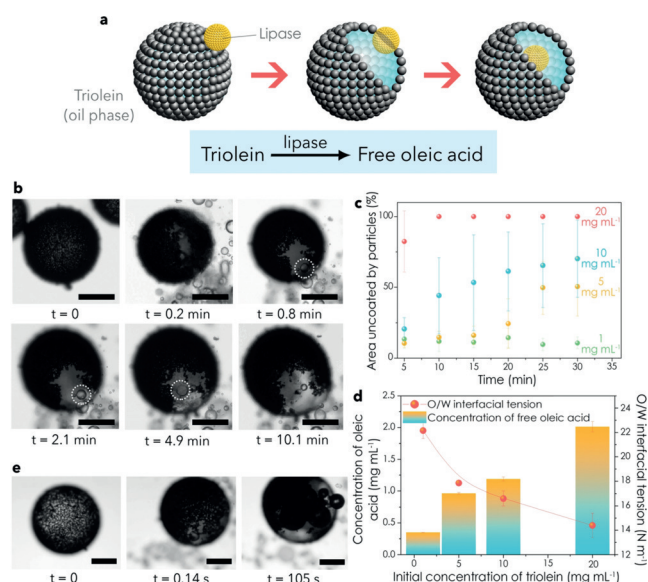 a
Lipase
Triolein
(oil phase)
Triolein
lipase
Free oleic acid
b
t = 0
t = 0.2 min
t = 0.8 min
t = 2.1 min
t = 4.9 min
t = 10.1 min
c
Area uncoated by particles (%)
100
50
0
20
mg mL⁻¹
10
mg mL⁻¹
5
mg mL⁻¹
1
mg mL⁻¹
5 10 15 20 25 30 35
Time (min)
d
O/W interfacial tension
Concentration of free oleic acid
Concentration of oleic
acid (mg mL⁻¹)
2.5
2.0
1.5
1.0
0.5
0.0
O/W interfacial
tension (N m⁻¹)
24
22
20
18
16
14
12
0 5 10 20
Initial concentration of triolein (mg mL⁻¹)
e
t = 0
t = 0.14 s
t = 105 s